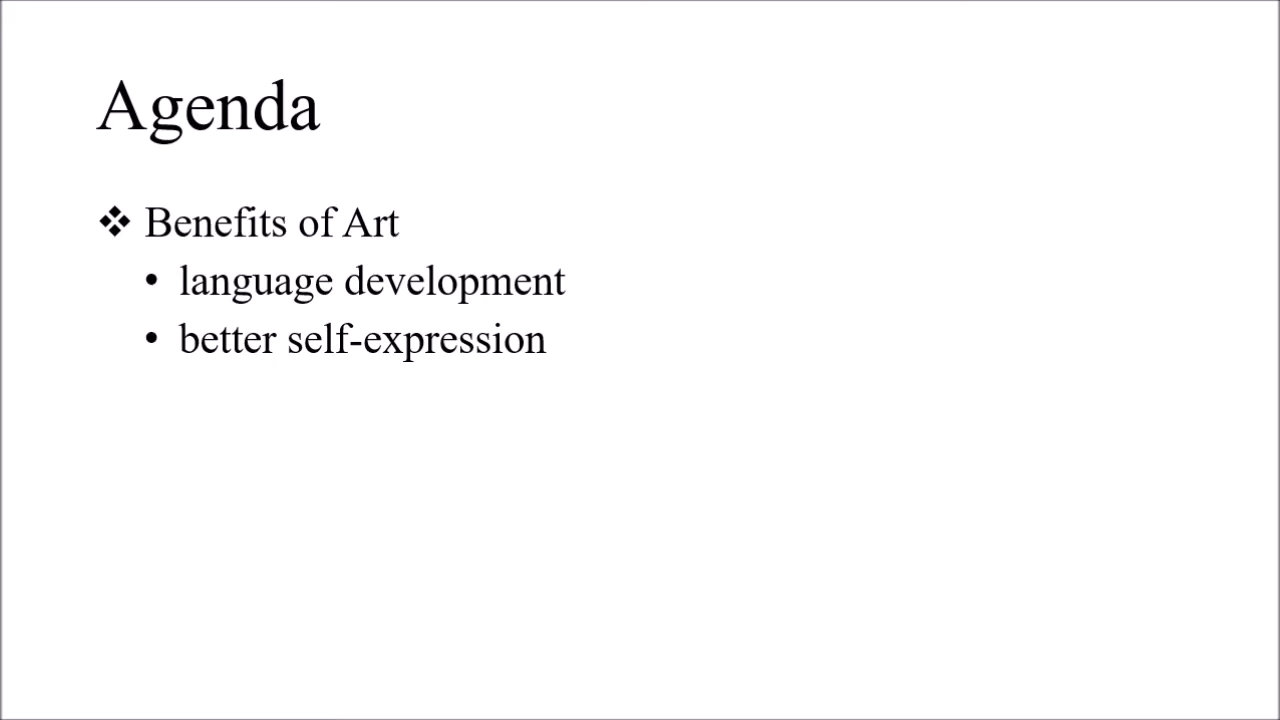 Agenda
❖ Benefits of Art
• language development
• better self-expression